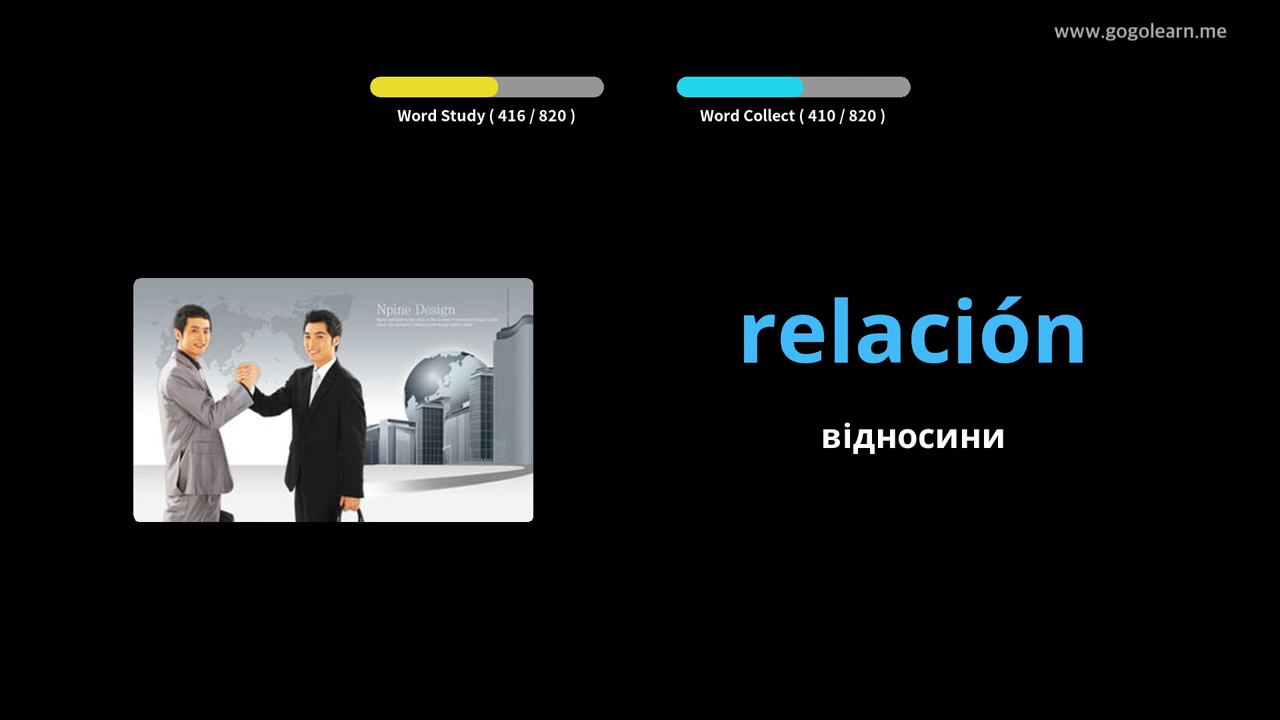 www.gogolearn.me
Word Study ( 416 / 820 )
Word Collect ( 410 / 820 )
Npine Design
relación
відносини